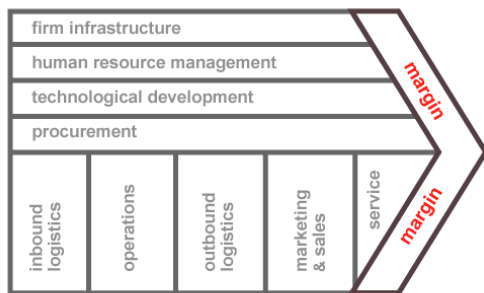 firm infrastructure
human resource management
technological development
procurement
inbound
logistics
operations
outbound
logistics
marketing
& sales
service
margin
margin